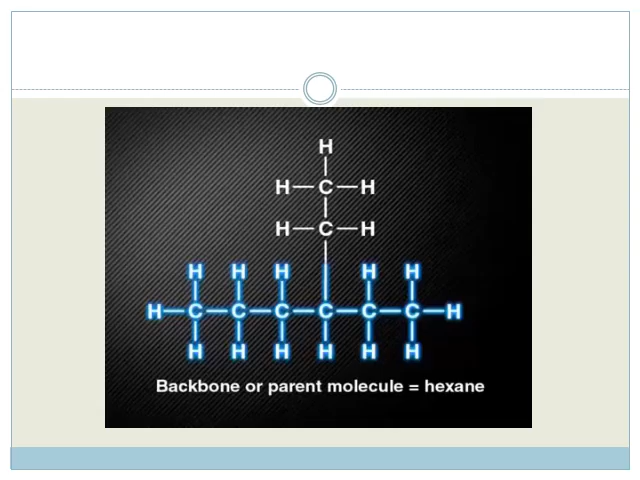 H
H—C—H
H—C—H
H H H H H
H—C—C—C—C—C—C—H
H H H H H H
Backbone or parent molecule = hexane